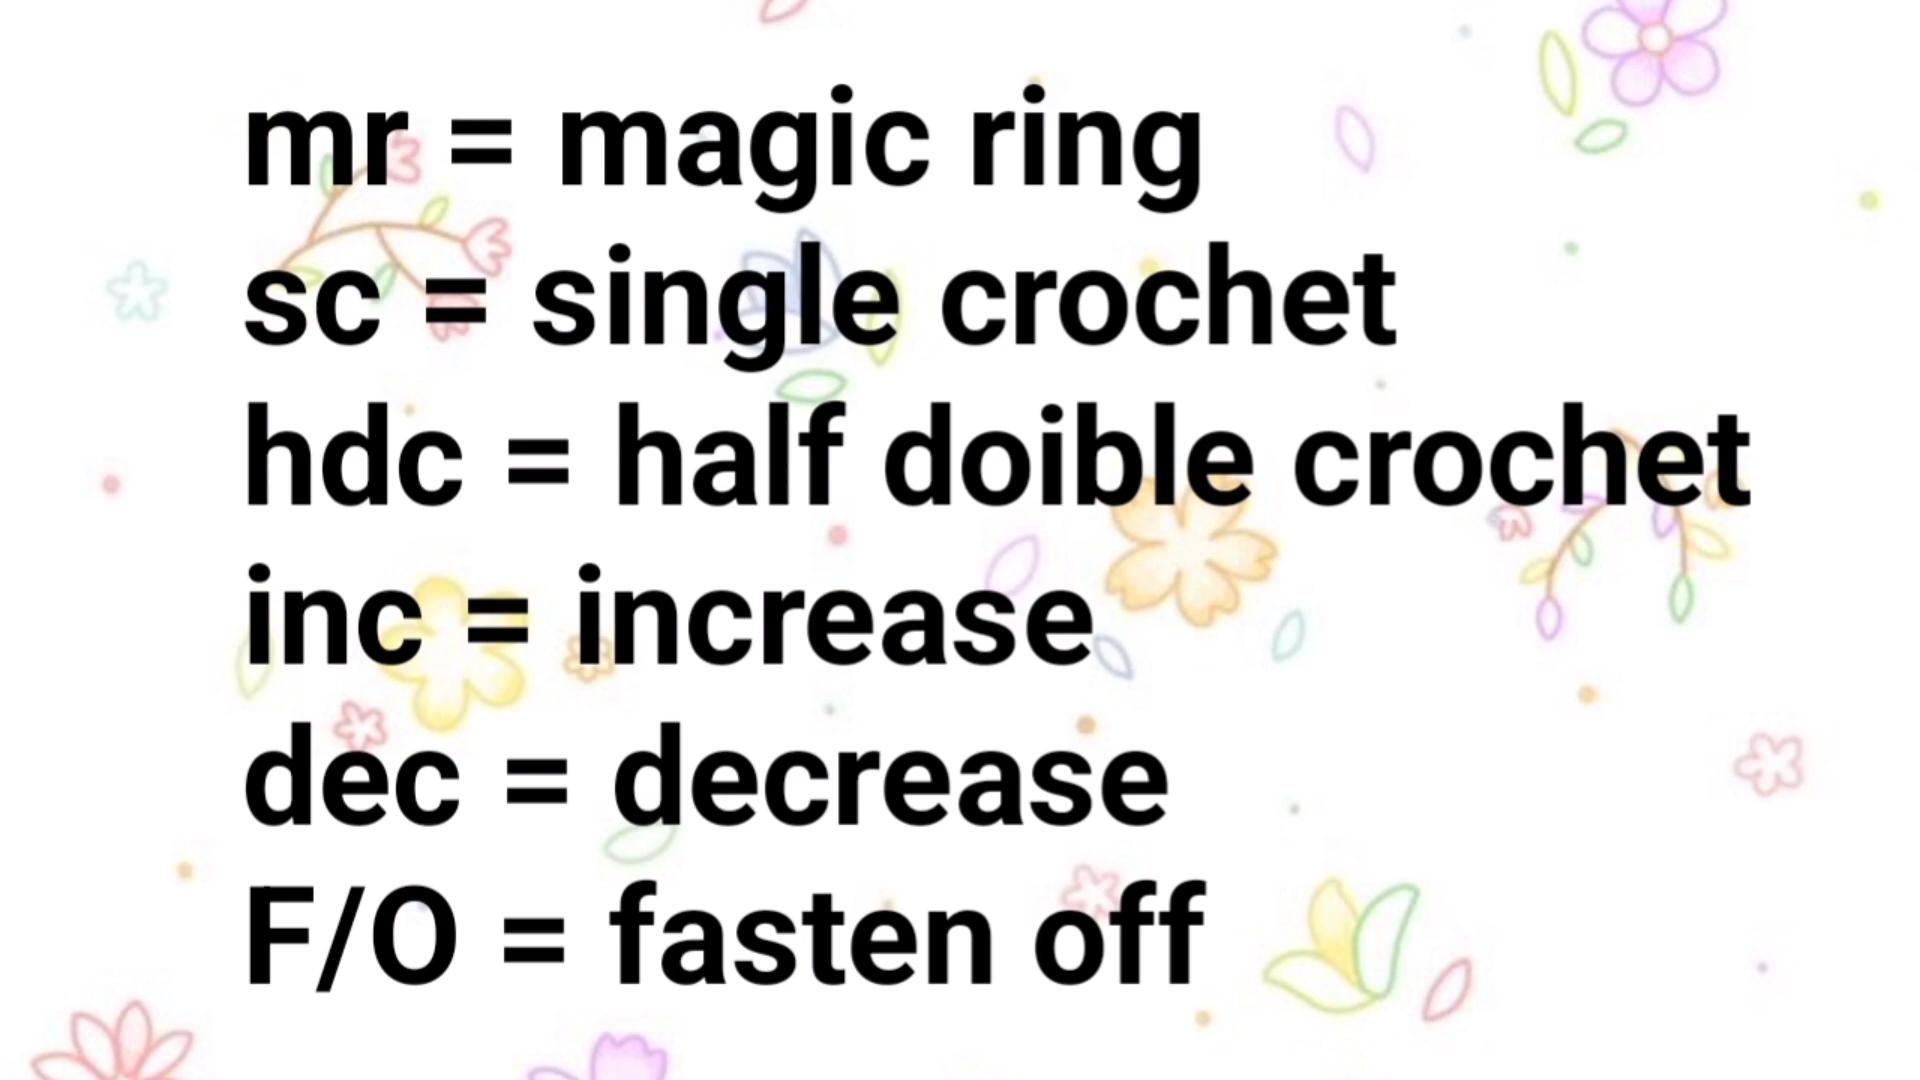 mr = magic ring
sc = single crochet
hdc = half doible crochet
inc = increase
dec = decrease
F/O = fasten off